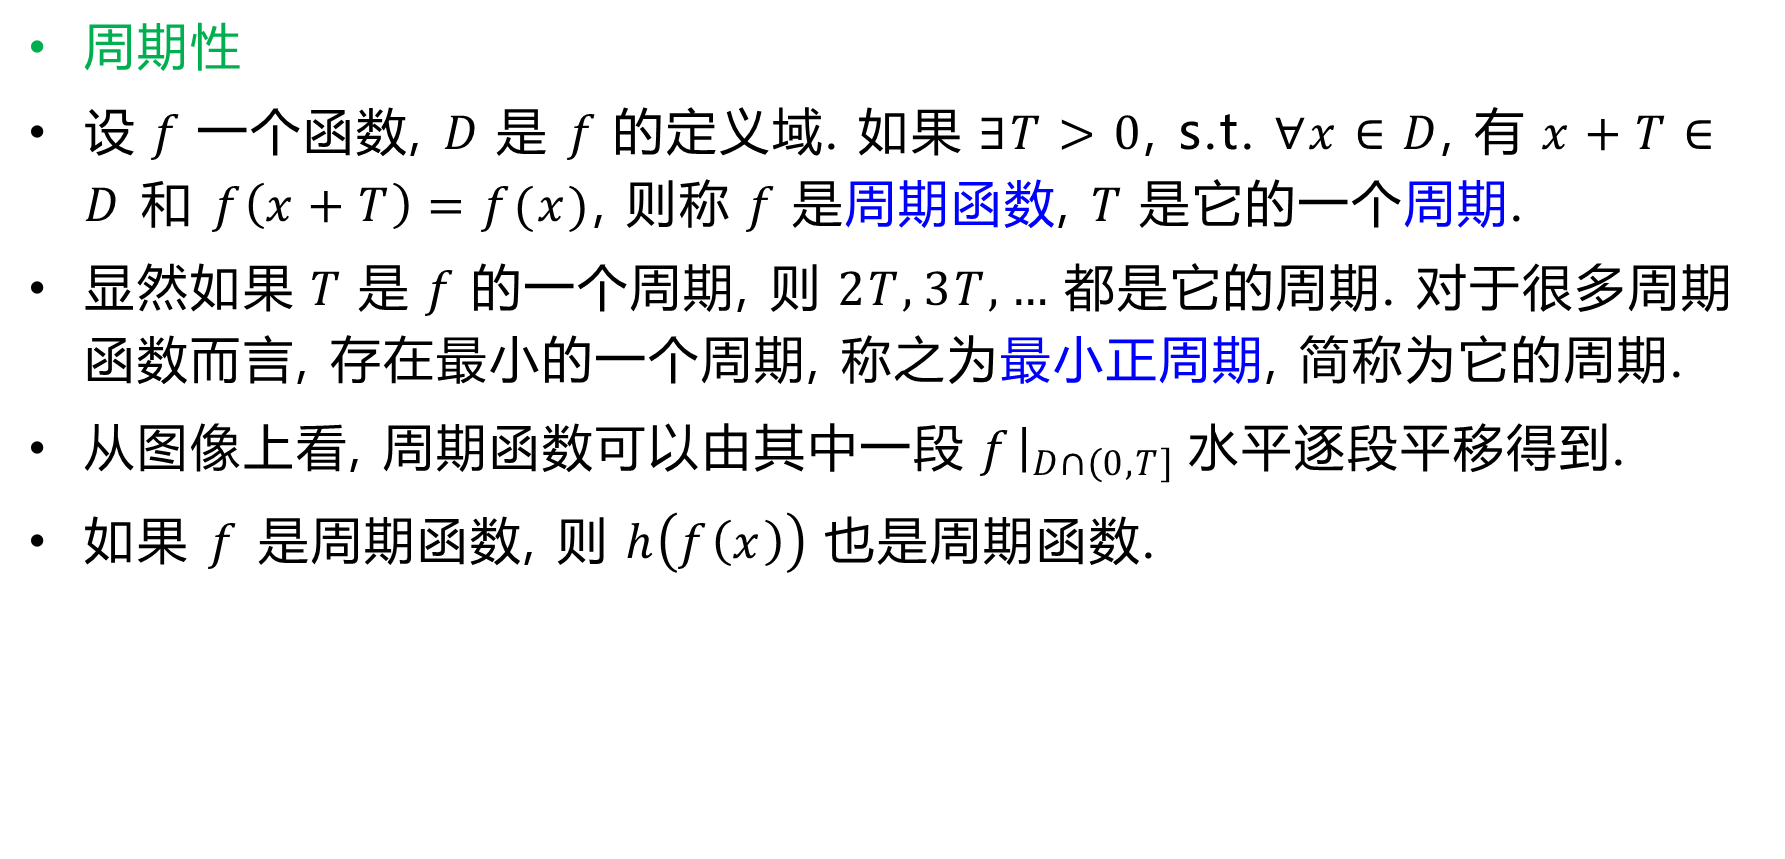 • 周期性
• 设 f 一个函数, D 是 f 的定义域. 如果 ∃T > 0, s.t. ∀x ∈ D, 有 x + T ∈
D 和 f(x + T) = f(x), 则称 f 是周期函数, T 是它的一个周期.
• 显然如果 T 是 f 的一个周期, 则 2T, 3T, … 都是它的周期. 对于很多周期
函数而言, 存在最小的一个周期, 称之为最小正周期, 简称为它的周期.
• 从图像上看, 周期函数可以由其中一段 f|_{D∩(0,T]} 水平逐段平移得到.
• 如果 f 是周期函数, 则 h(f(x)) 也是周期函数.